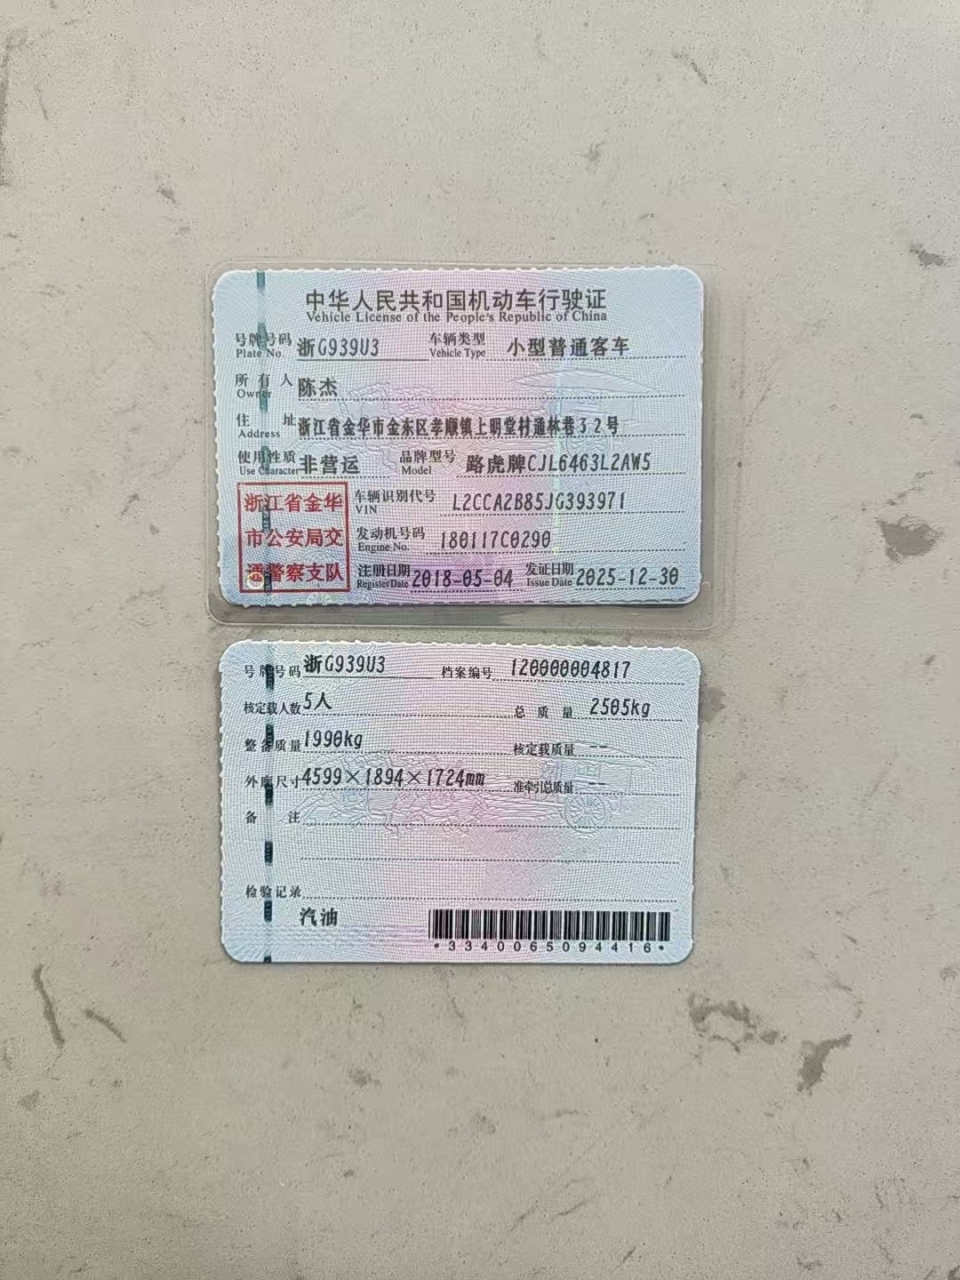 中华人民共和国机动车行驶证
Vehicle License of the People's Republic of China
号牌号码 Plate No. 浙G939U3 车辆类型 Vehicle Type 小型普通客车
所有人 Owner 陈杰
住址 Address 浙江省金华市金东区孝顺镇上明堂村通林巷32号
使用性质 Use Character 非营运 品牌型号 Model 路虎牌CJL6463L2AW5
浙江省金华市公安局交通警察支队
车辆识别代号 VIN L2CCA2B85JG393971
发动机号码 Engine No. 180117C0290
注册日期 Register Date 2018-05-04 发证日期 Issue Date 2025-12-30
号牌号码 浙G939U3 档案编号 120000004817
核定载人数 5人 总质量 2505kg
整备质量 1990kg 核定载质量 --
外廓尺寸 4599×1894×1724mm 准牵引总质量 --
备注
检验记录
汽油
*3340065094416*